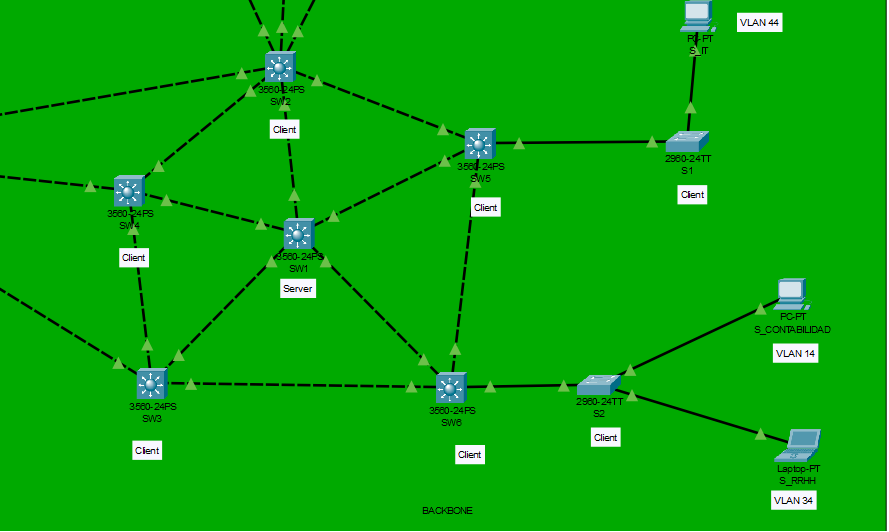 VLAN 44
PC-PT
S_IT
3560-24PS
SW2
Client
3560-24PS
SW5
Client
2960-24TT
S1
Client
3560-24PS
SW4
Client
3560-24PS
SW1
Server
PC-PT
S_CONTABILIDAD
VLAN 14
3560-24PS
SW3
Client
3560-24PS
SW6
Client
2960-24TT
S2
Client
Laptop-PT
S_RRHH
VLAN 34
BACKBONE